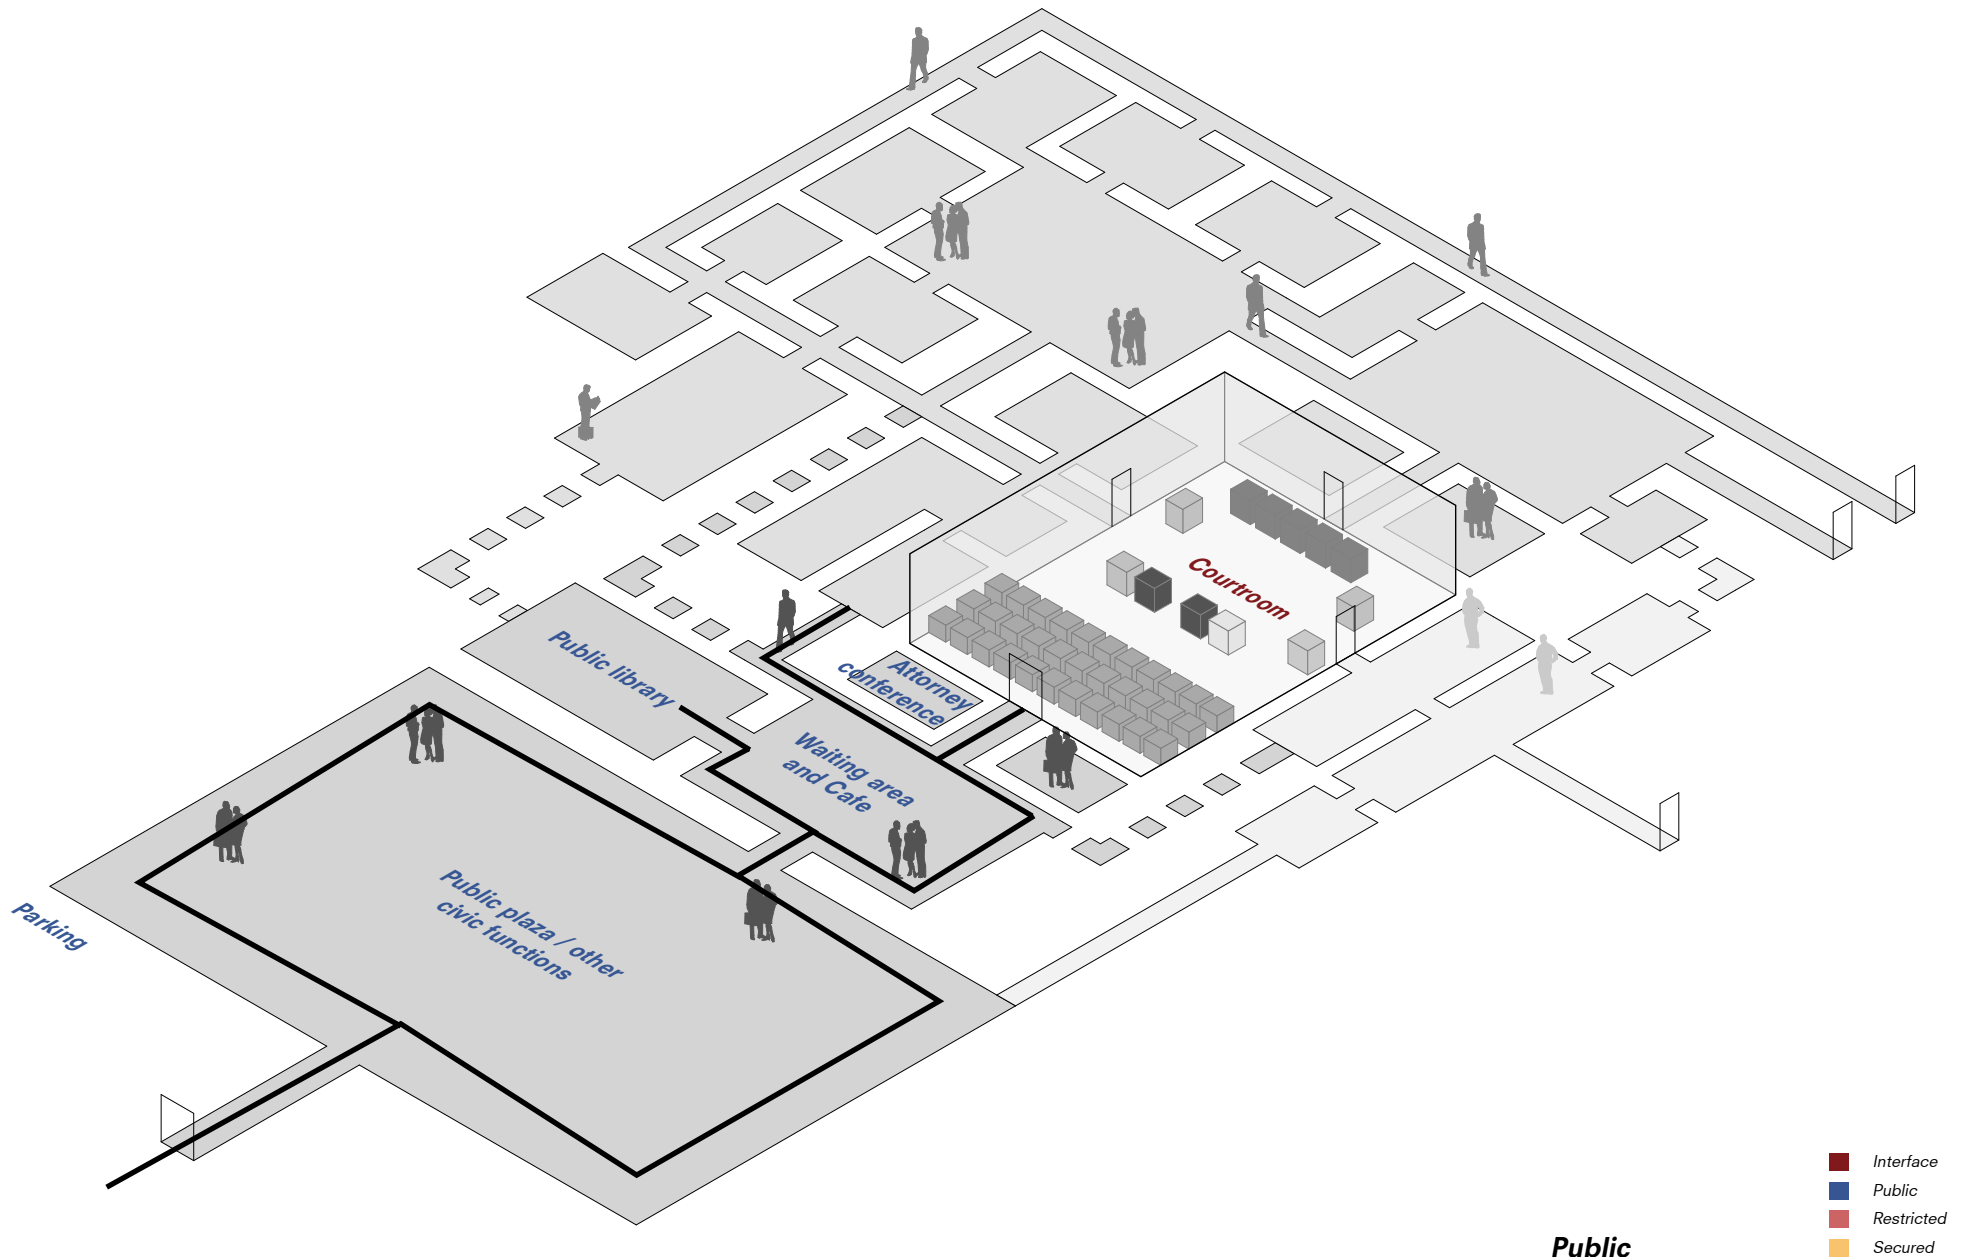 Courtroom
Public library
Attorney
conference
Waiting area
and Cafe
Public plaza / other
civic functions
Parking
Interface
Public
Restricted
Secured
Public